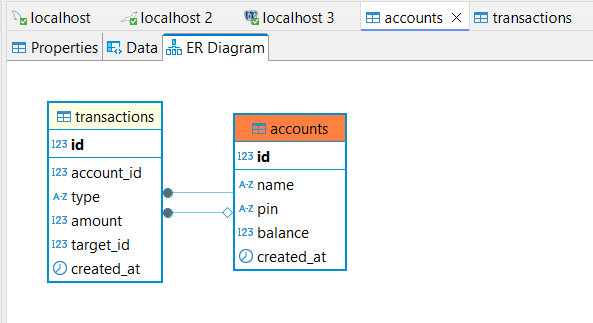 localhost localhost 2 localhost 3 accounts transactions
Properties Data ER Diagram
transactions
123 id
123 account_id
A-Z type
123 amount
123 target_id
created_at
accounts
123 id
A-Z name
A-Z pin
123 balance
created_at